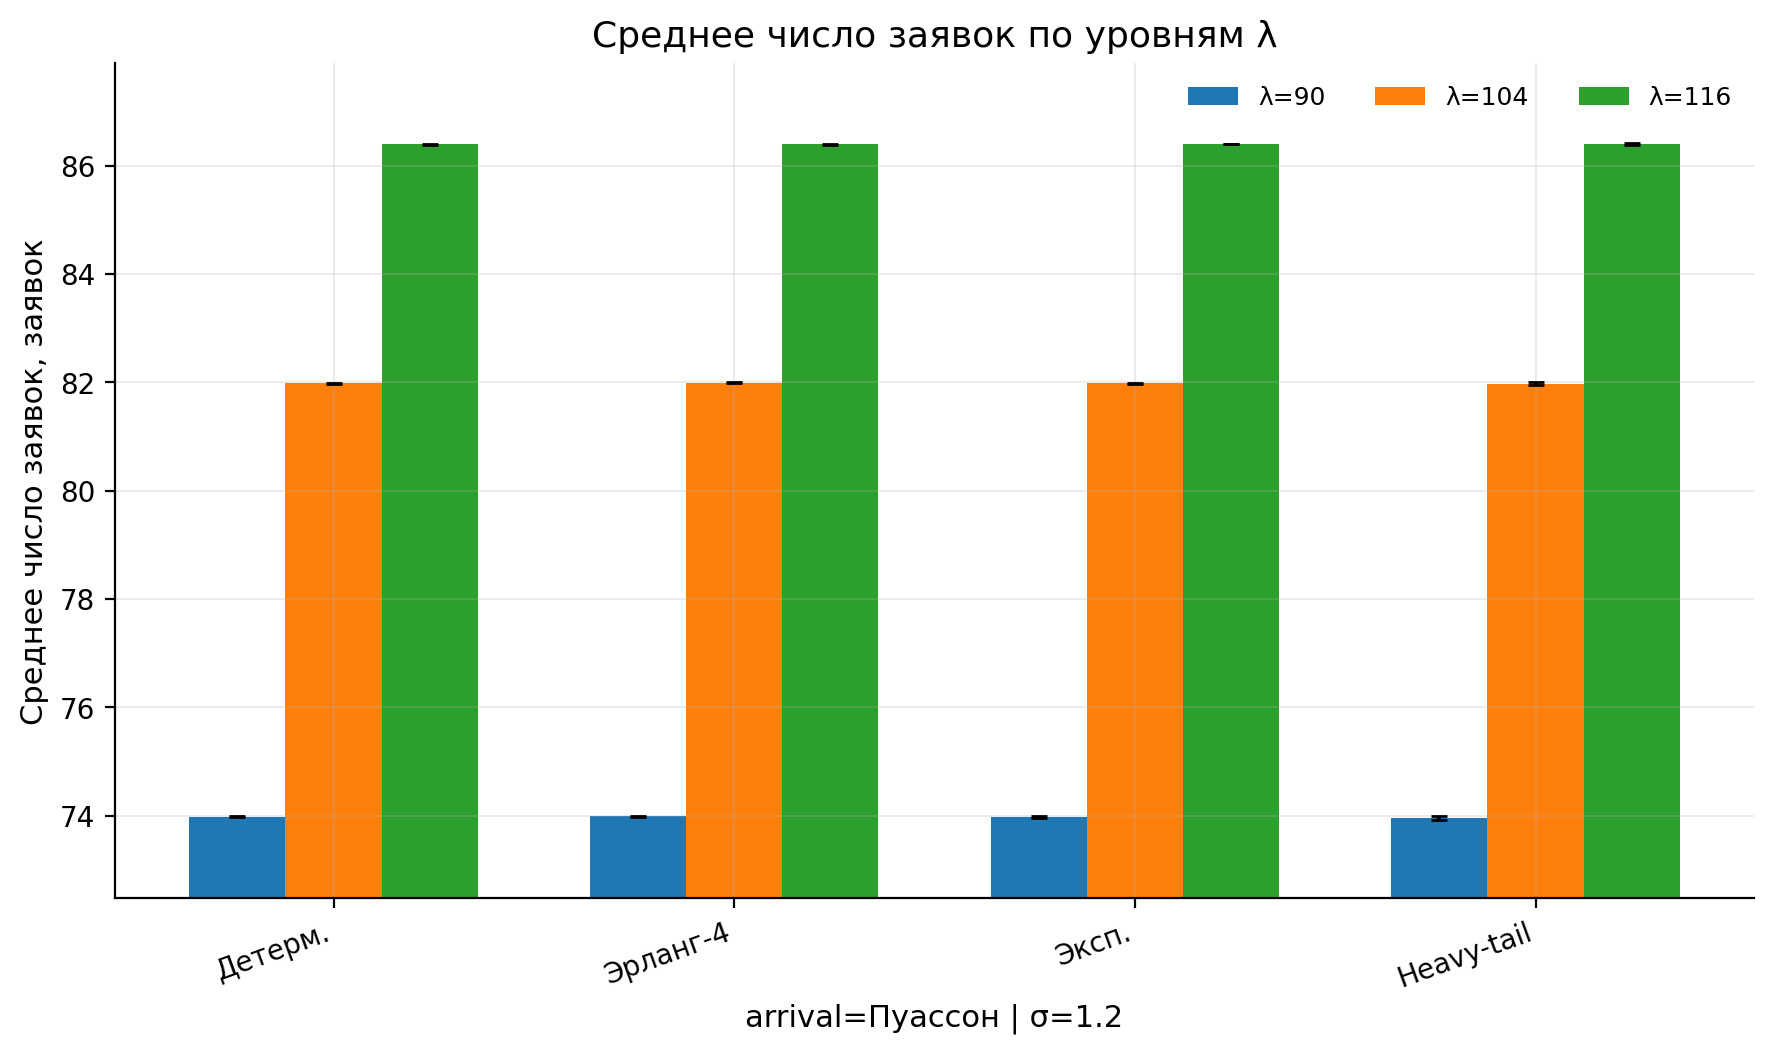 Среднее число заявок по уровням λ
λ=90 λ=104 λ=116
Среднее число заявок, заявок
86
84
82
80
78
76
74
Детерм. Эрланг-4 Эксп. Heavy-tail
arrival=Пуассон | σ=1.2